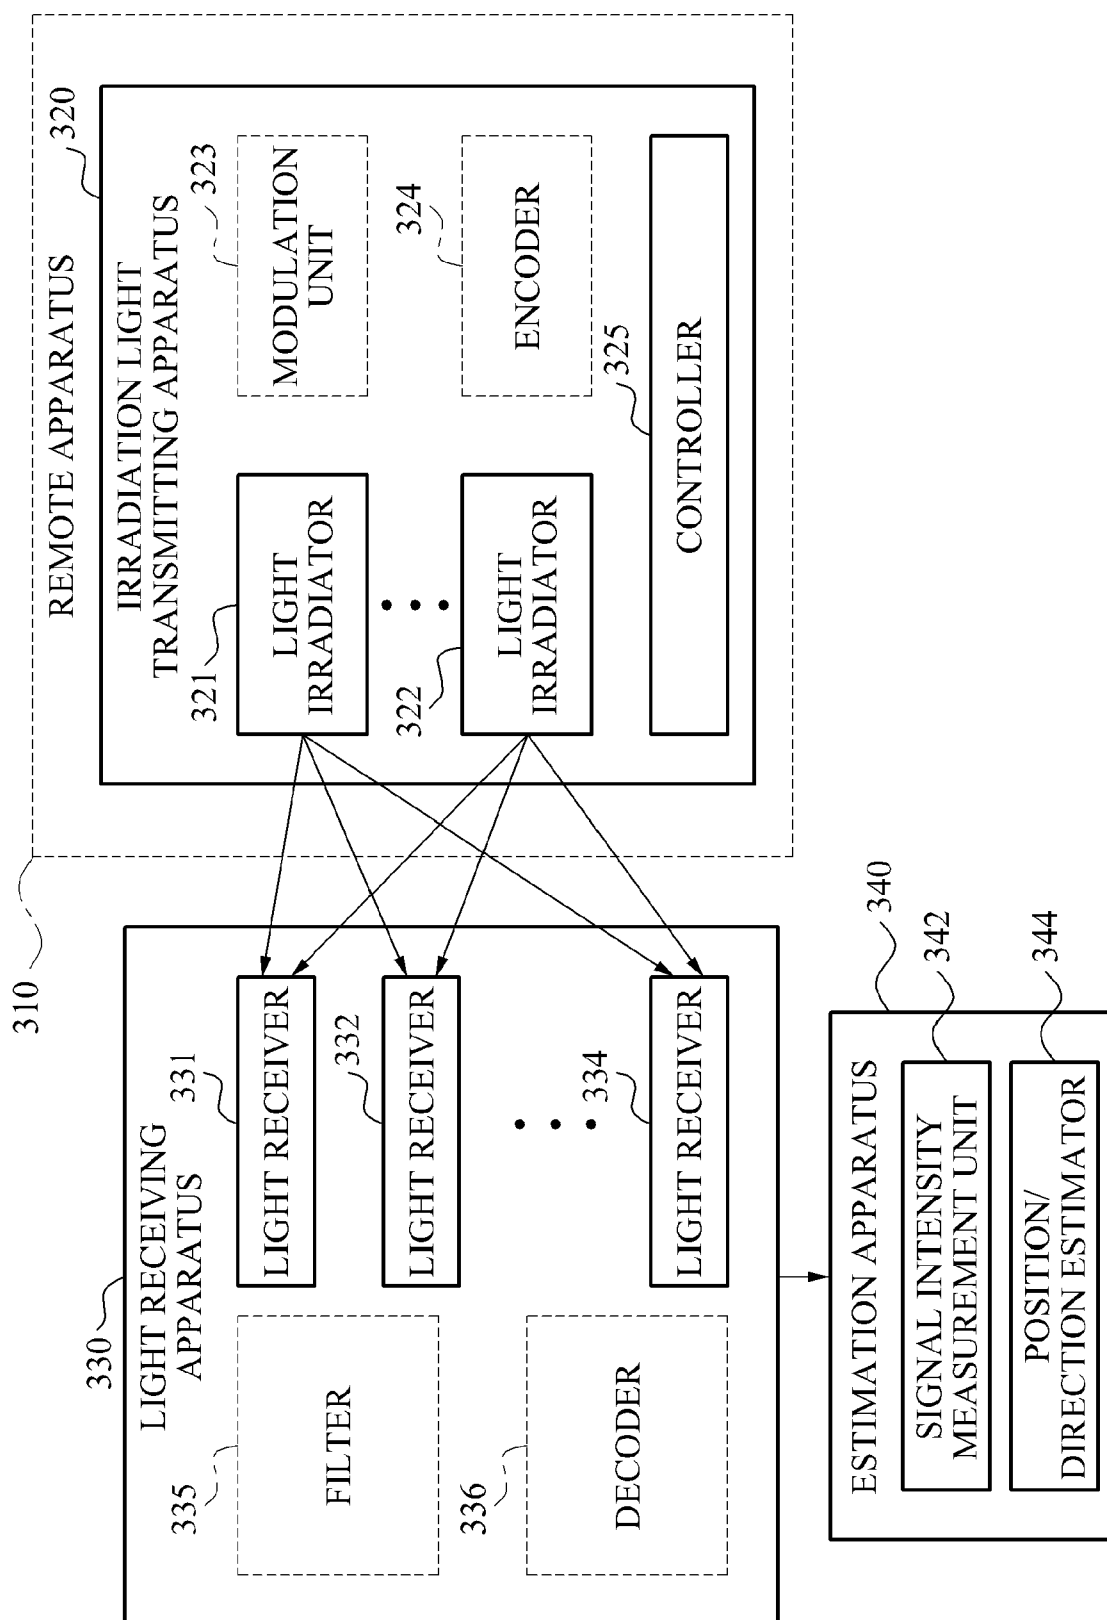 310
REMOTE APPARATUS
320
IRRADIATION LIGHT
TRANSMITTING APPARATUS
321
LIGHT
IRRADIATOR
323
MODULATION
UNIT
322
LIGHT
IRRADIATOR
324
ENCODER
325
CONTROLLER
330
LIGHT RECEIVING
APPARATUS
335
FILTER
331
LIGHT RECEIVER
332
LIGHT RECEIVER
336
DECODER
334
LIGHT RECEIVER
340
ESTIMATION APPARATUS
342
SIGNAL INTENSITY
MEASUREMENT UNIT
344
POSITION/
DIRECTION ESTIMATOR